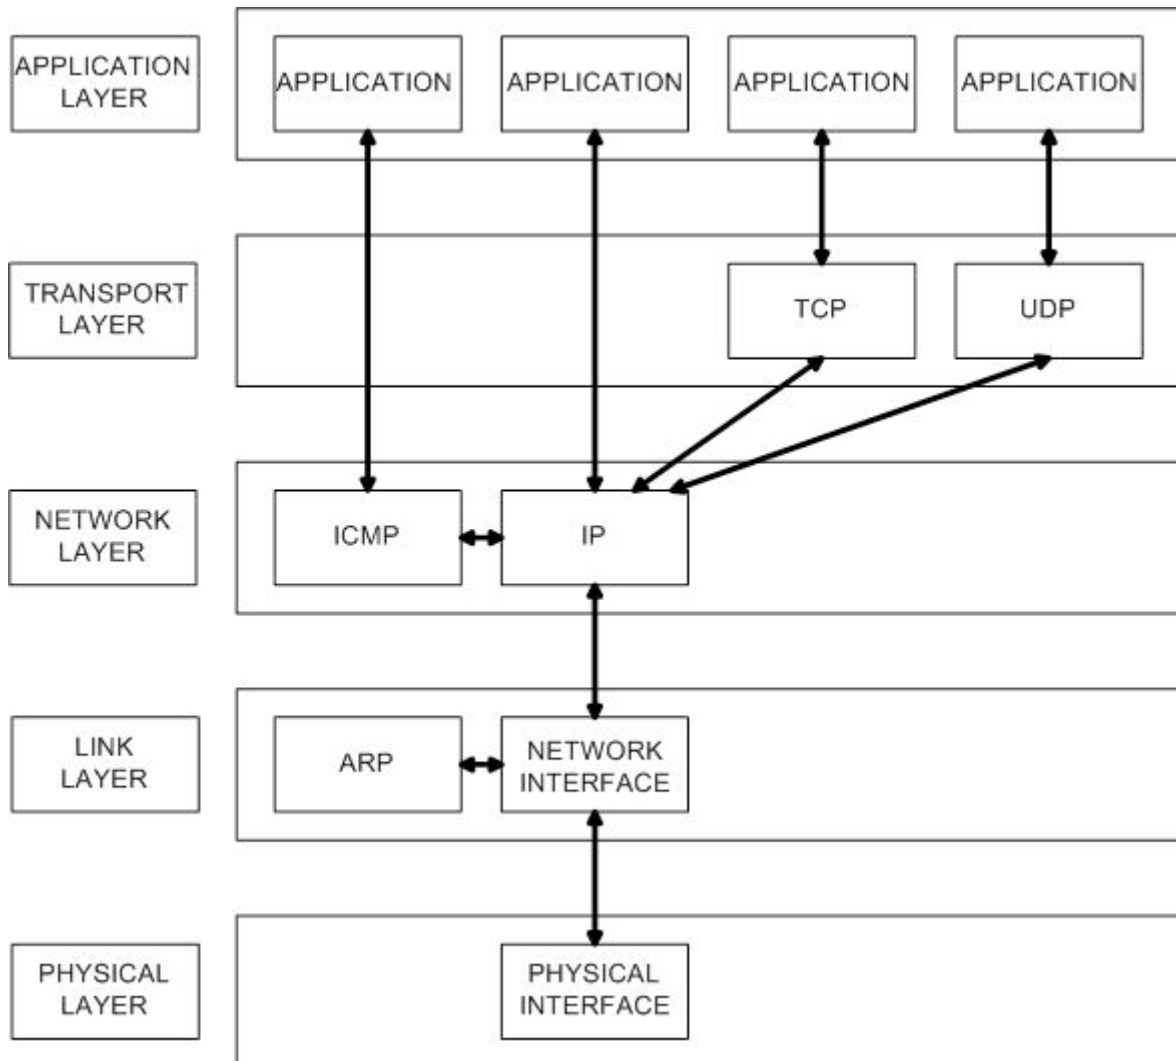 APPLICATION
LAYER
APPLICATION
APPLICATION
APPLICATION
APPLICATION
TRANSPORT
LAYER
TCP
UDP
NETWORK
LAYER
ICMP
IP
LINK
LAYER
ARP
NETWORK
INTERFACE
PHYSICAL
LAYER
PHYSICAL
INTERFACE